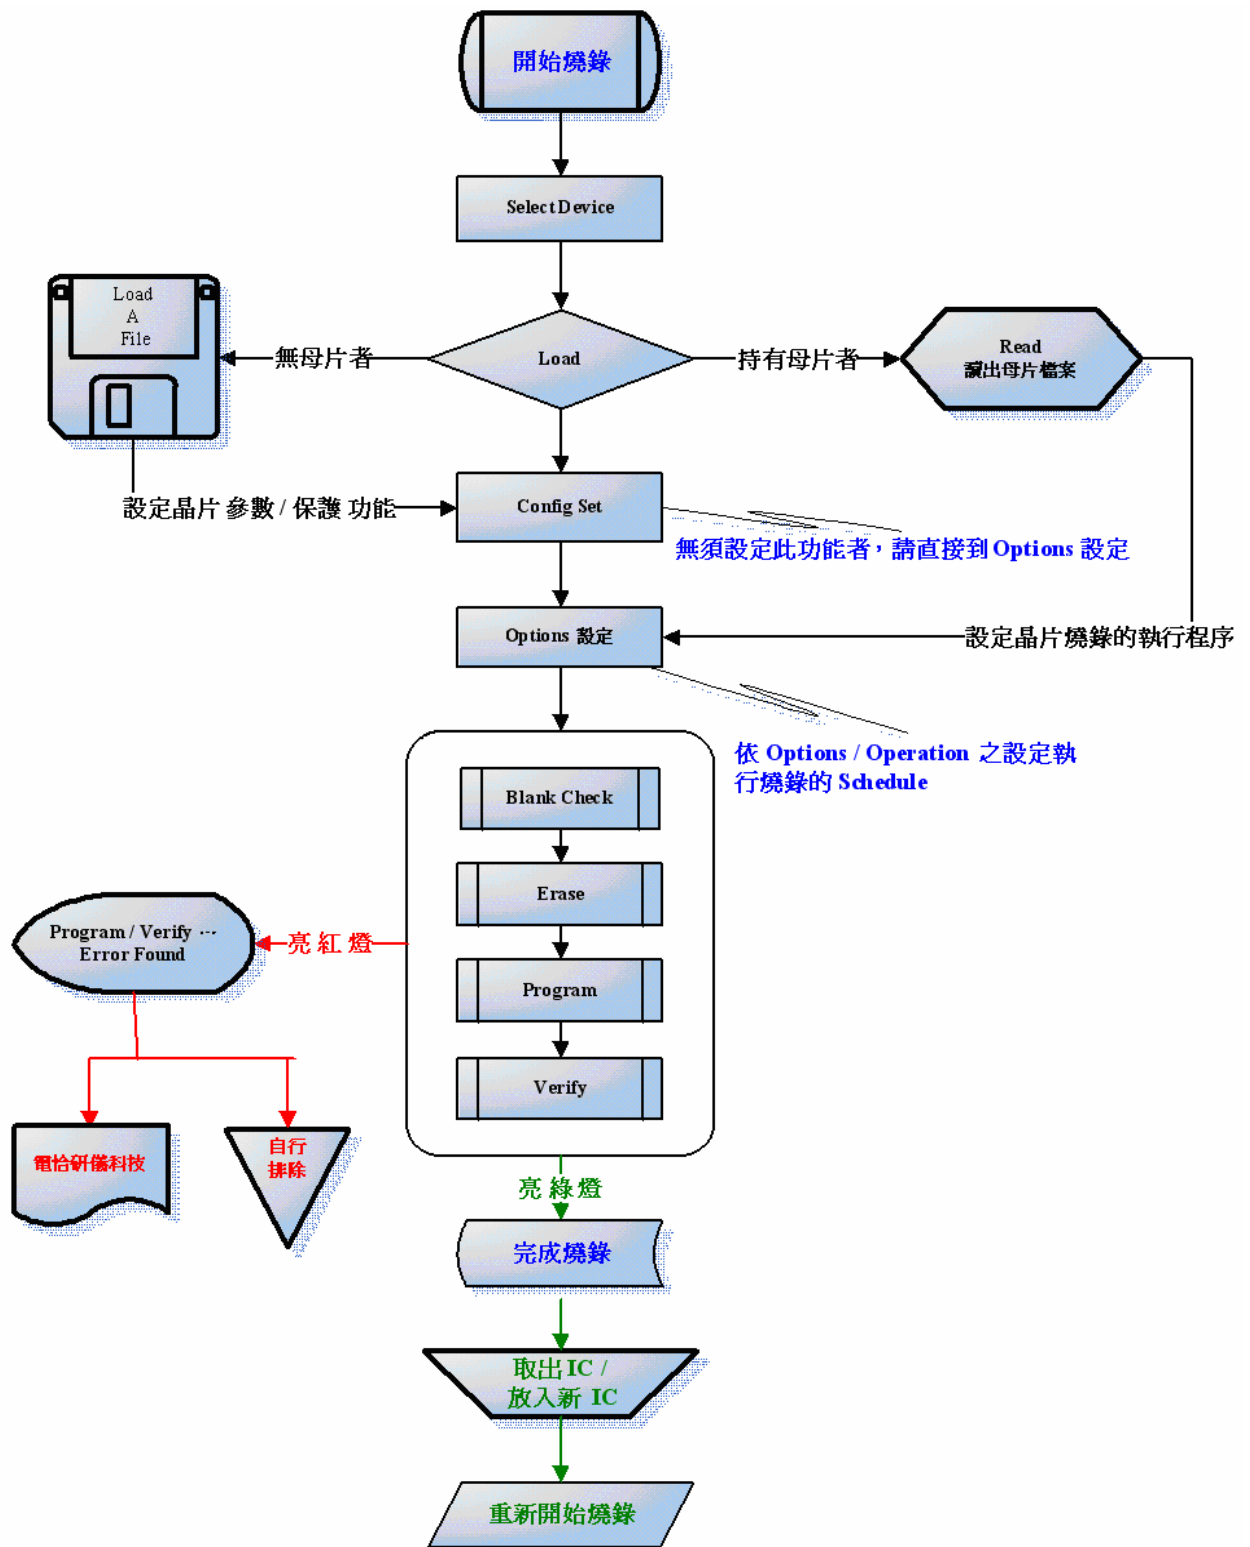 開始燒錄
Select Device
Load
A
File
無母片者
Load
持有母片者
Read
讀出母片檔案
設定晶片 參數 / 保護 功能
Config Set
無須設定此功能者，請直接到 Options 設定
Options 設定
設定晶片燒錄的執行程序
依 Options / Operation 之設定執
行燒錄的 Schedule
Blank Check
Erase
Program / Verify ⋯
Error Found
亮 紅 燈
Program
Verify
電恰研儀科技
自行
排除
亮 綠 燈
完成燒錄
取出 IC /
放入新 IC
重新開始燒錄